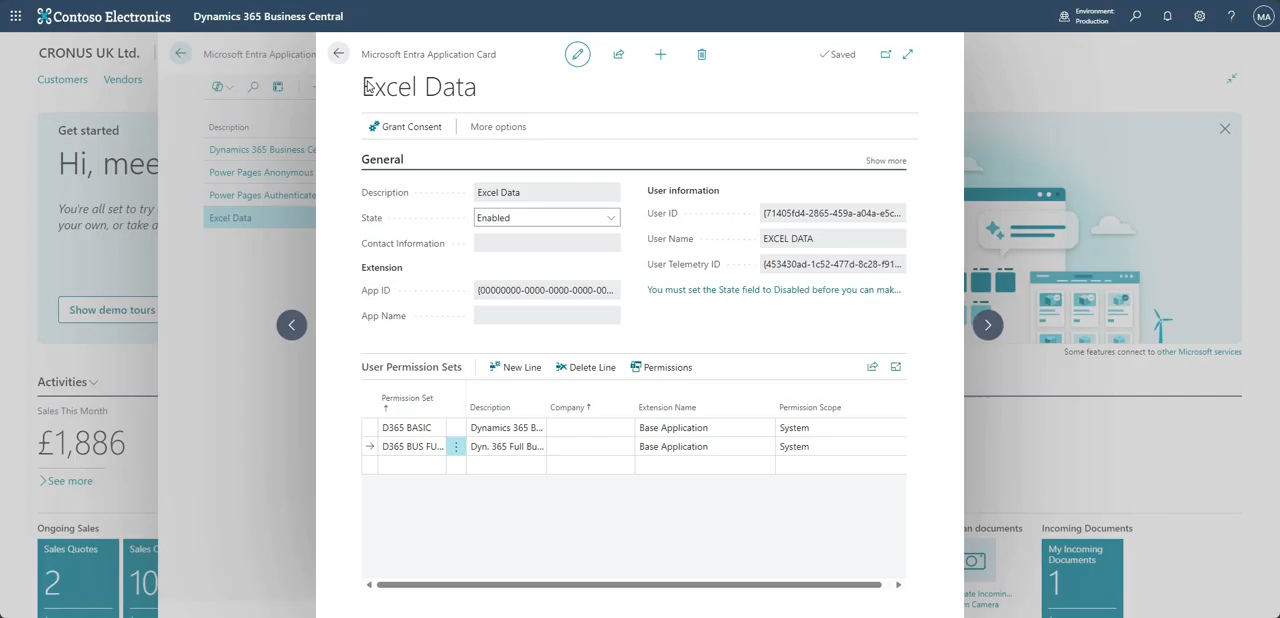 Contoso Electronics
Dynamics 365 Business Central
Environment:
Production
MA
CRONUS UK Ltd.
Customers
Vendors
Microsoft Entra Application
Microsoft Entra Application Card
Saved
Excel Data
Grant Consent
More options
Get started
Hi, mee
You're all set to try
your own, or take a
Show demo tours
Description
Dynamics 365 Business Ce
Power Pages Anonymous
Power Pages Authenticate
Excel Data
General
Show more
Description
Excel Data
State
Enabled
Contact Information
Extension
App ID
{00000000-0000-0000-0000-00...
App Name
User information
User ID
{71405fd4-2865-459a-a04a-e5c...
User Name
EXCEL DATA
User Telemetry ID
{453430ad-1c52-477d-8c28-f91...
You must set the State field to Disabled before you can mak...
Some features connect to other Microsoft services
User Permission Sets
New Line
Delete Line
Permissions
Permission Set
Description
Company
Extension Name
Permission Scope
D365 BASIC
Dynamics 365 B...
Base Application
System
D365 BUS FU...
Dyn. 365 Full Bu...
Base Application
System
Activities
Sales This Month
£1,886
See more
Ongoing Sales
Sales Quotes
2
Sales O
10
an documents
ate Incomin...
m Camera
Incoming Documents
My Incoming
Documents
1